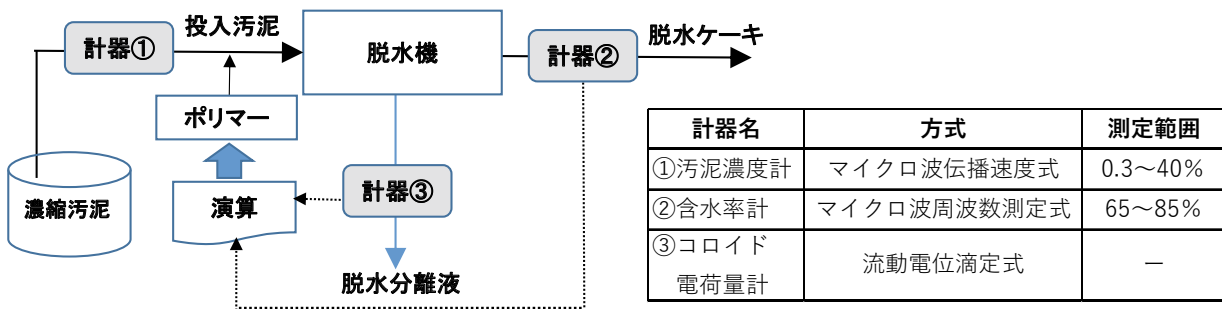 計器①
投入汚泥
脱水機
計器②
脱水ケーキ
ポリマー
濃縮汚泥
演算
計器③
脱水分離液
計器名 方式 測定範囲
①汚泥濃度計 マイクロ波伝播速度式 0.3～40%
②含水率計 マイクロ波周波数測定式 65～85%
③コロイド
電荷量計 流動電位滴定式 －